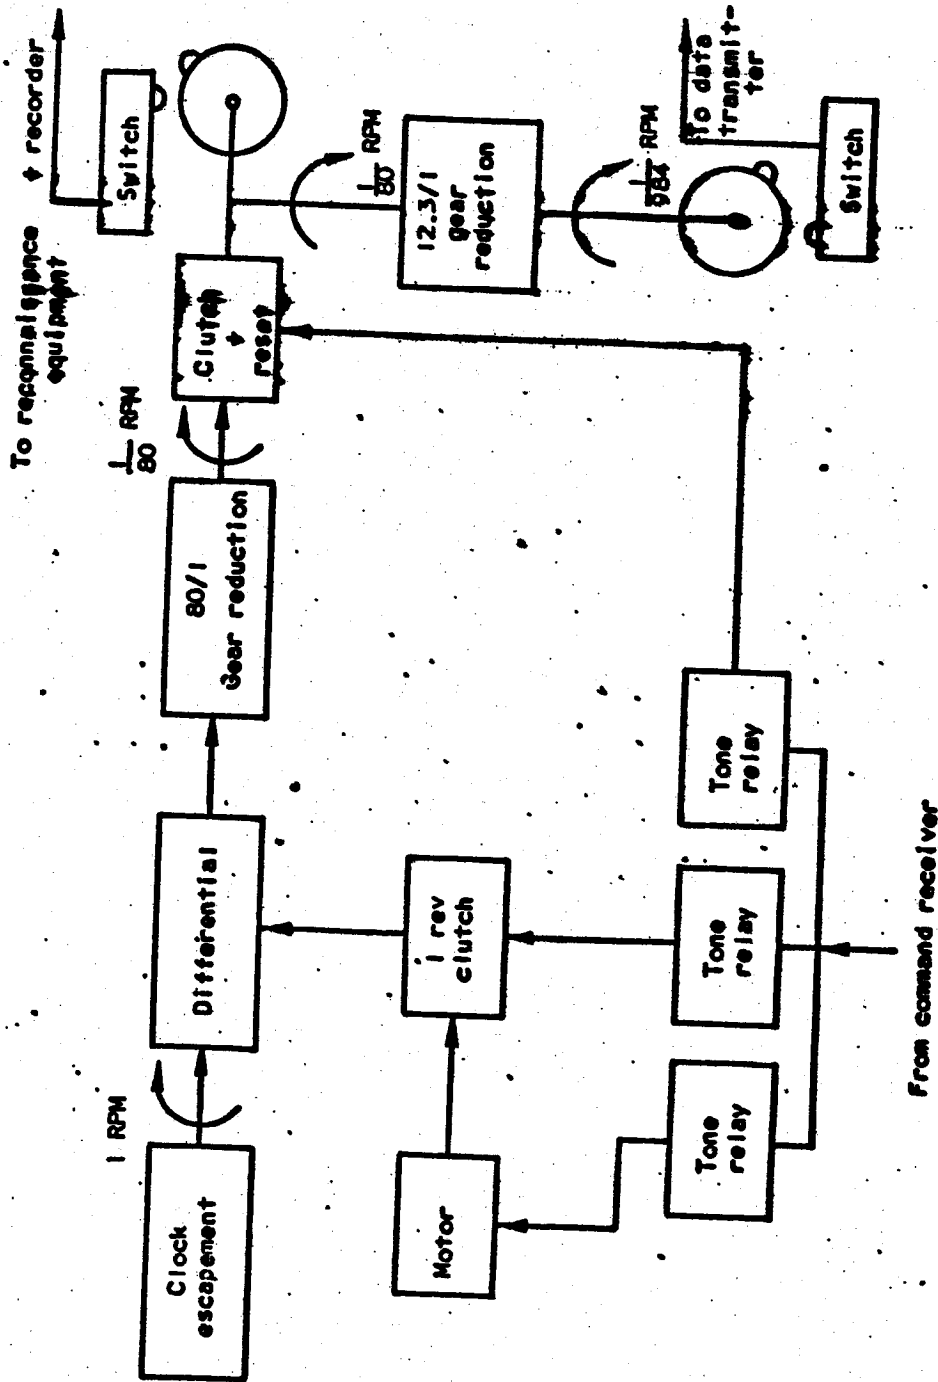 To reconnaissance
equipment
& recorder
Switch
1/80 RPM
Clutch
&
reset
1/80 RPM
12.3/1
gear
reduction
1/984 RPM
To data
transmit-
ter
Switch
80/1
Gear reduction
Differential
1 RPM
Clock
escapement
1 rev
clutch
Motor
Tone
relay
Tone
relay
Tone
relay
From command receiver